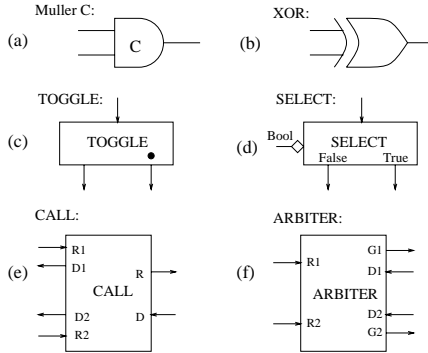 Muller C:
XOR:
(a)
C
(b)
TOGGLE:
SELECT:
(c)
TOGGLE
(d)
Bool
SELECT
False
True
CALL:
ARBITER:
(e)
R1
D1
R
CALL
D2
D
R2
(f)
R1
G1
D1
ARBITER
D2
R2
G2